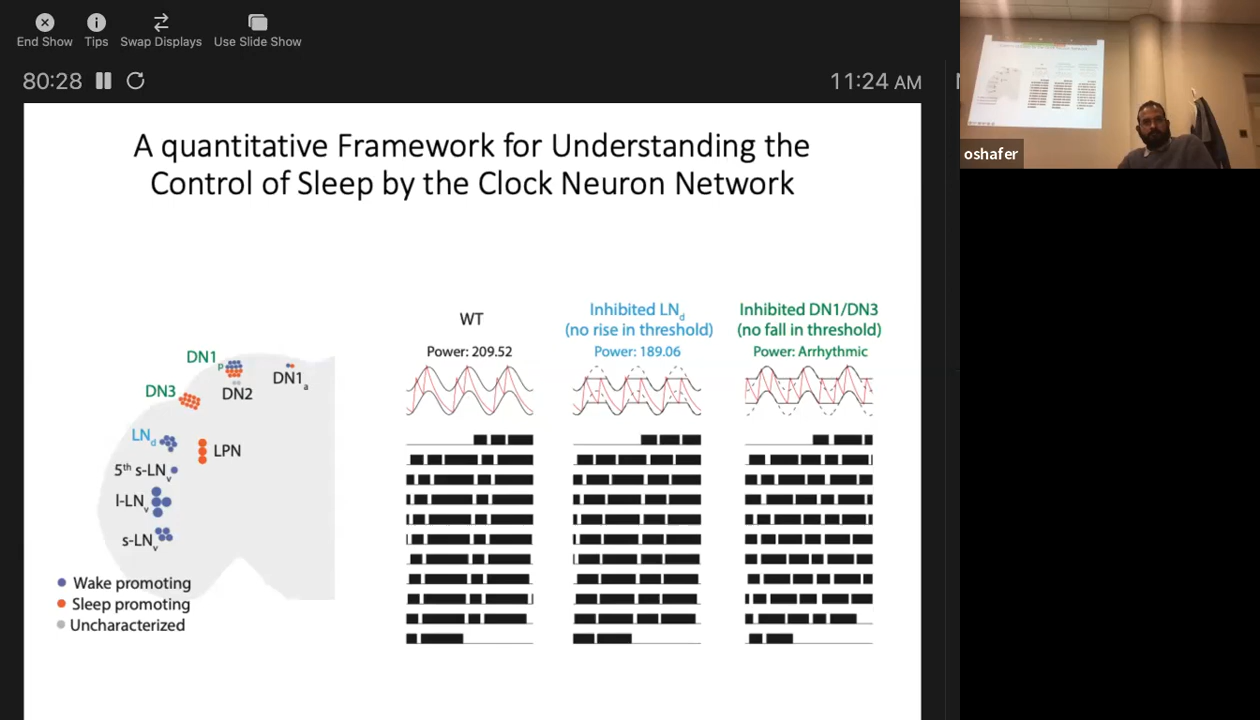 End Show Tips Swap Displays Use Slide Show
80:28 11:24 AM
oshafer
A quantitative Framework for Understanding the
Control of Sleep by the Clock Neuron Network
DN1p
DN1a
DN3
DN2
LNd
LPN
5th s-LNv
l-LNv
s-LNv
Wake promoting
Sleep promoting
Uncharacterized
WT
Power: 209.52
Inhibited LNd
(no rise in threshold)
Power: 189.06
Inhibited DN1/DN3
(no fall in threshold)
Power: Arrhythmic